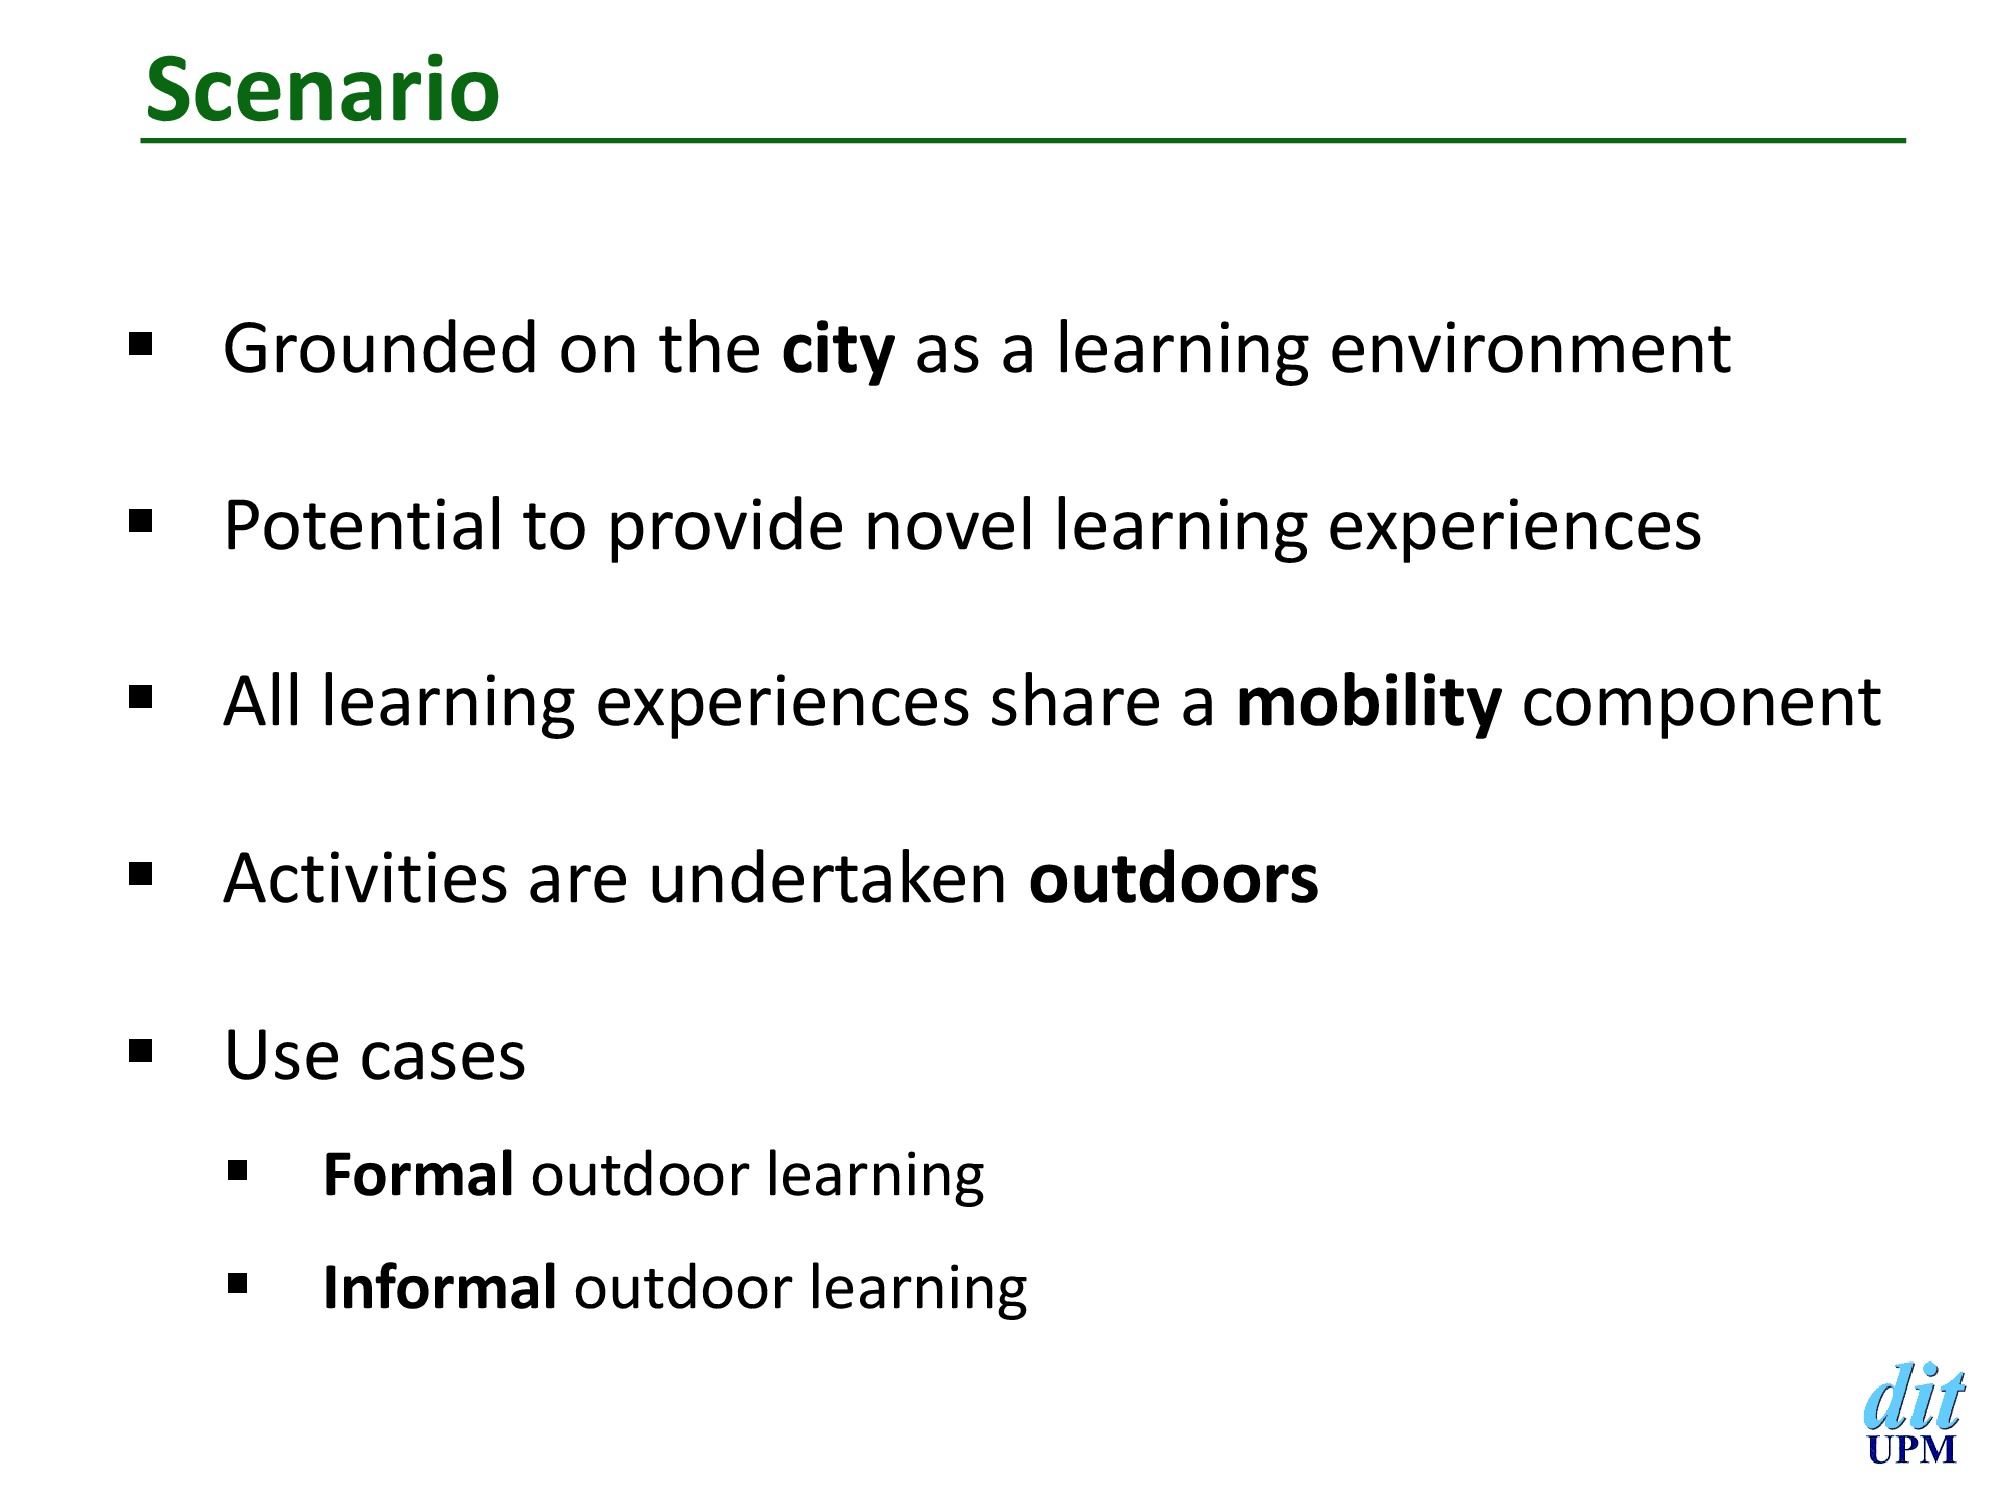 Scenario
▪ Grounded on the city as a learning environment
▪ Potential to provide novel learning experiences
▪ All learning experiences share a mobility component
▪ Activities are undertaken outdoors
▪ Use cases
▪ Formal outdoor learning
▪ Informal outdoor learning
dit
UPM